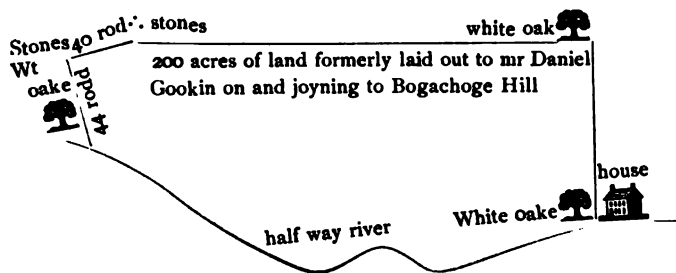 Stones 40 rod ∴ stones
white oak
Wt
oake
44 rodd
200 acres of land formerly laid out to mr Daniel
Gookin on and joyning to Bogachoge Hill
house
White oake
half way river